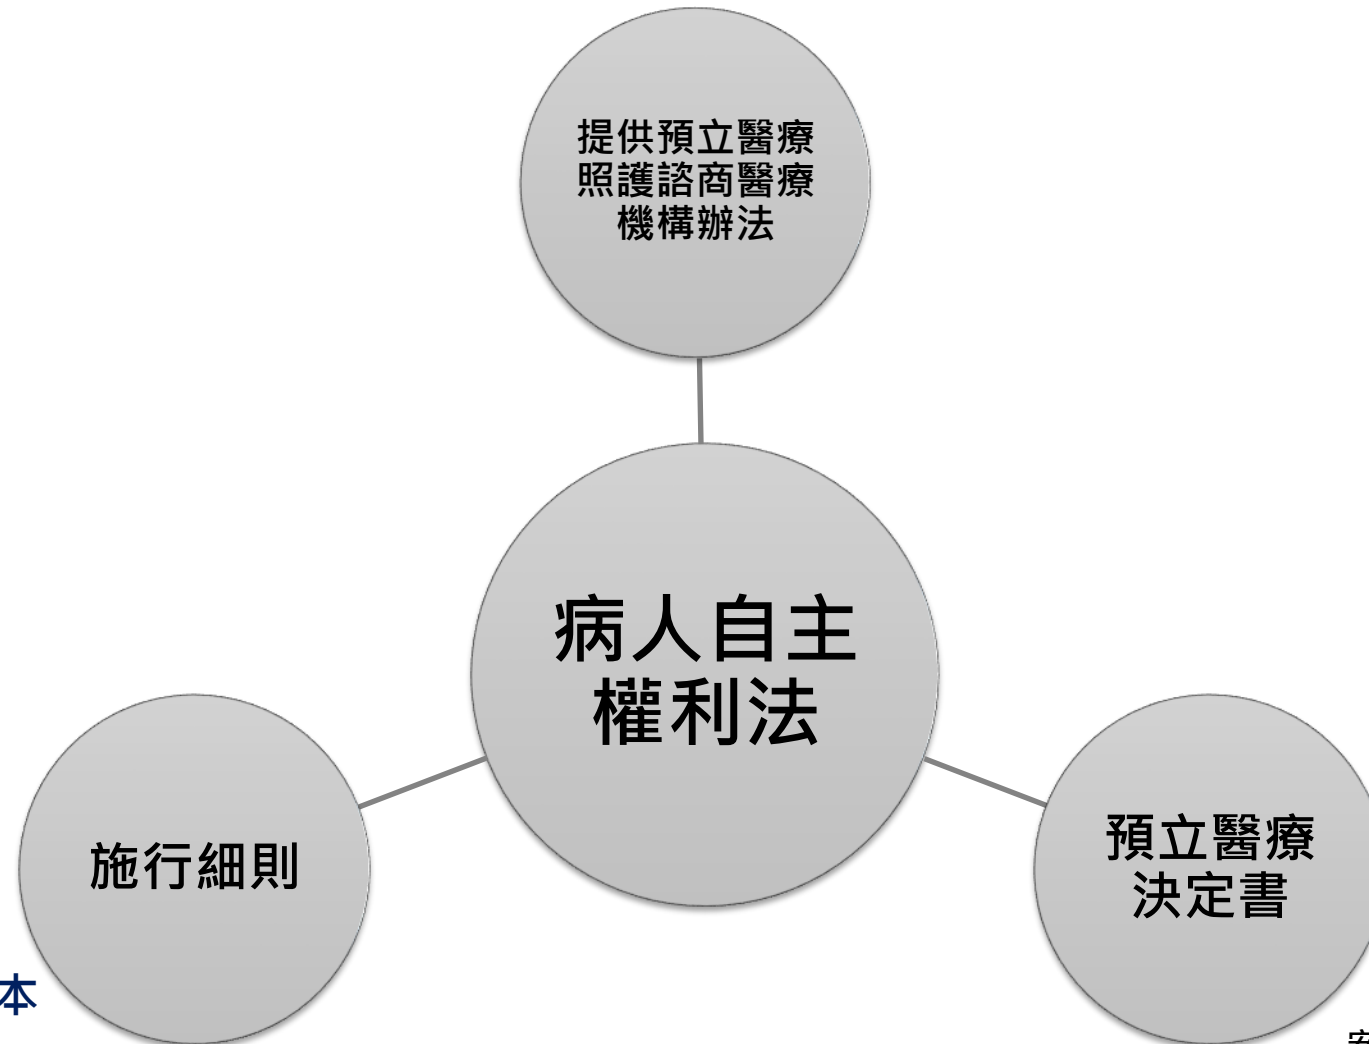 提供預立醫療
照護諮商醫療
機構辦法
病人自主
權利法
施行細則
預立醫療
決定書
本